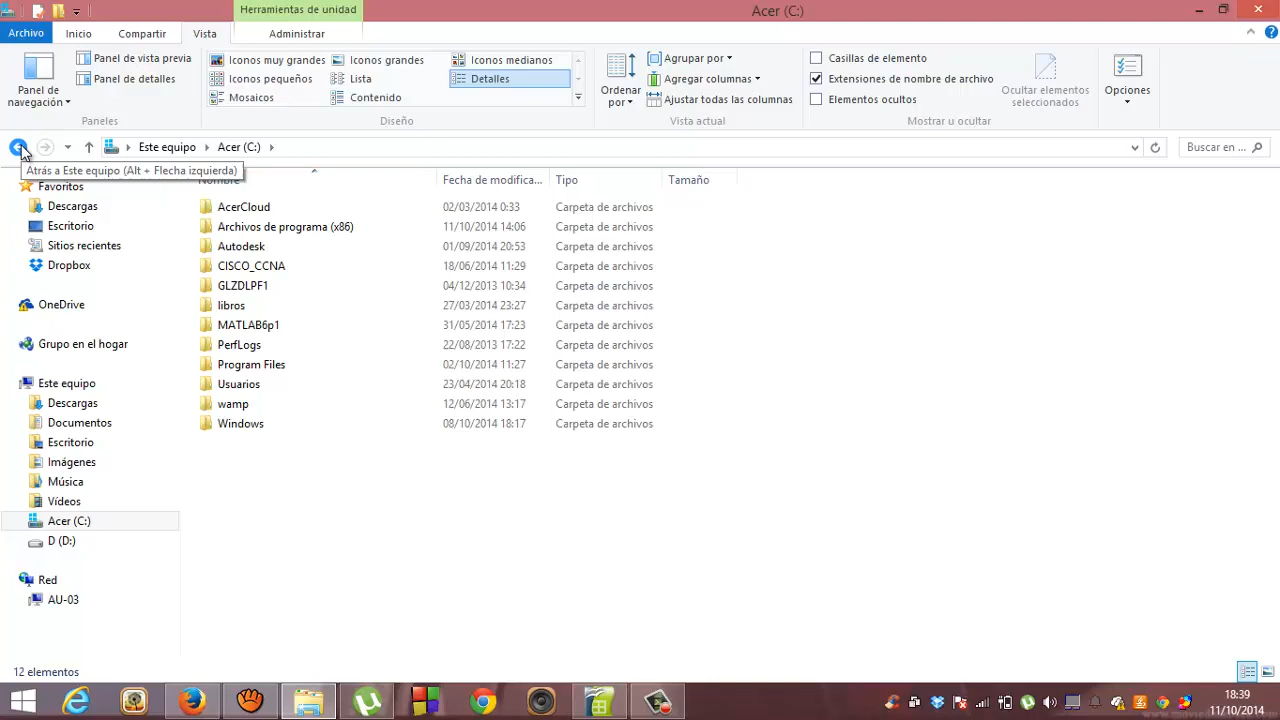 Herramientas de unidad
Acer (C:)
Archivo Inicio Compartir Vista Administrar
Panel de navegación
Panel de vista previa
Panel de detalles
Paneles
Iconos muy grandes Iconos grandes Iconos medianos
Iconos pequeños Lista Detalles
Mosaicos Contenido
Diseño
Ordenar por
Agrupar por
Agregar columnas
Ajustar todas las columnas
Vista actual
Casillas de elemento
Extensiones de nombre de archivo
Elementos ocultos
Ocultar elementos seleccionados
Mostrar u ocultar
Opciones
Este equipo Acer (C:)
Buscar en ...
Atrás a Este equipo (Alt + Flecha izquierda)
Fecha de modifica... Tipo Tamaño
Favoritos
Descargas
Escritorio
Sitios recientes
Dropbox
OneDrive
Grupo en el hogar
Este equipo
Descargas
Documentos
Escritorio
Imágenes
Música
Vídeos
Acer (C:)
D (D:)
Red
AU-03
AcerCloud 02/03/2014 0:33 Carpeta de archivos
Archivos de programa (x86) 11/10/2014 14:06 Carpeta de archivos
Autodesk 01/09/2014 20:53 Carpeta de archivos
CISCO_CCNA 18/06/2014 11:29 Carpeta de archivos
GLZDLPF1 04/12/2013 10:34 Carpeta de archivos
libros 27/03/2014 23:27 Carpeta de archivos
MATLAB6p1 31/05/2014 17:23 Carpeta de archivos
PerfLogs 22/08/2013 17:22 Carpeta de archivos
Program Files 02/10/2014 11:27 Carpeta de archivos
Usuarios 23/04/2014 20:18 Carpeta de archivos
wamp 12/06/2014 13:17 Carpeta de archivos
Windows 08/10/2014 18:17 Carpeta de archivos
12 elementos
18:39
11/10/2014